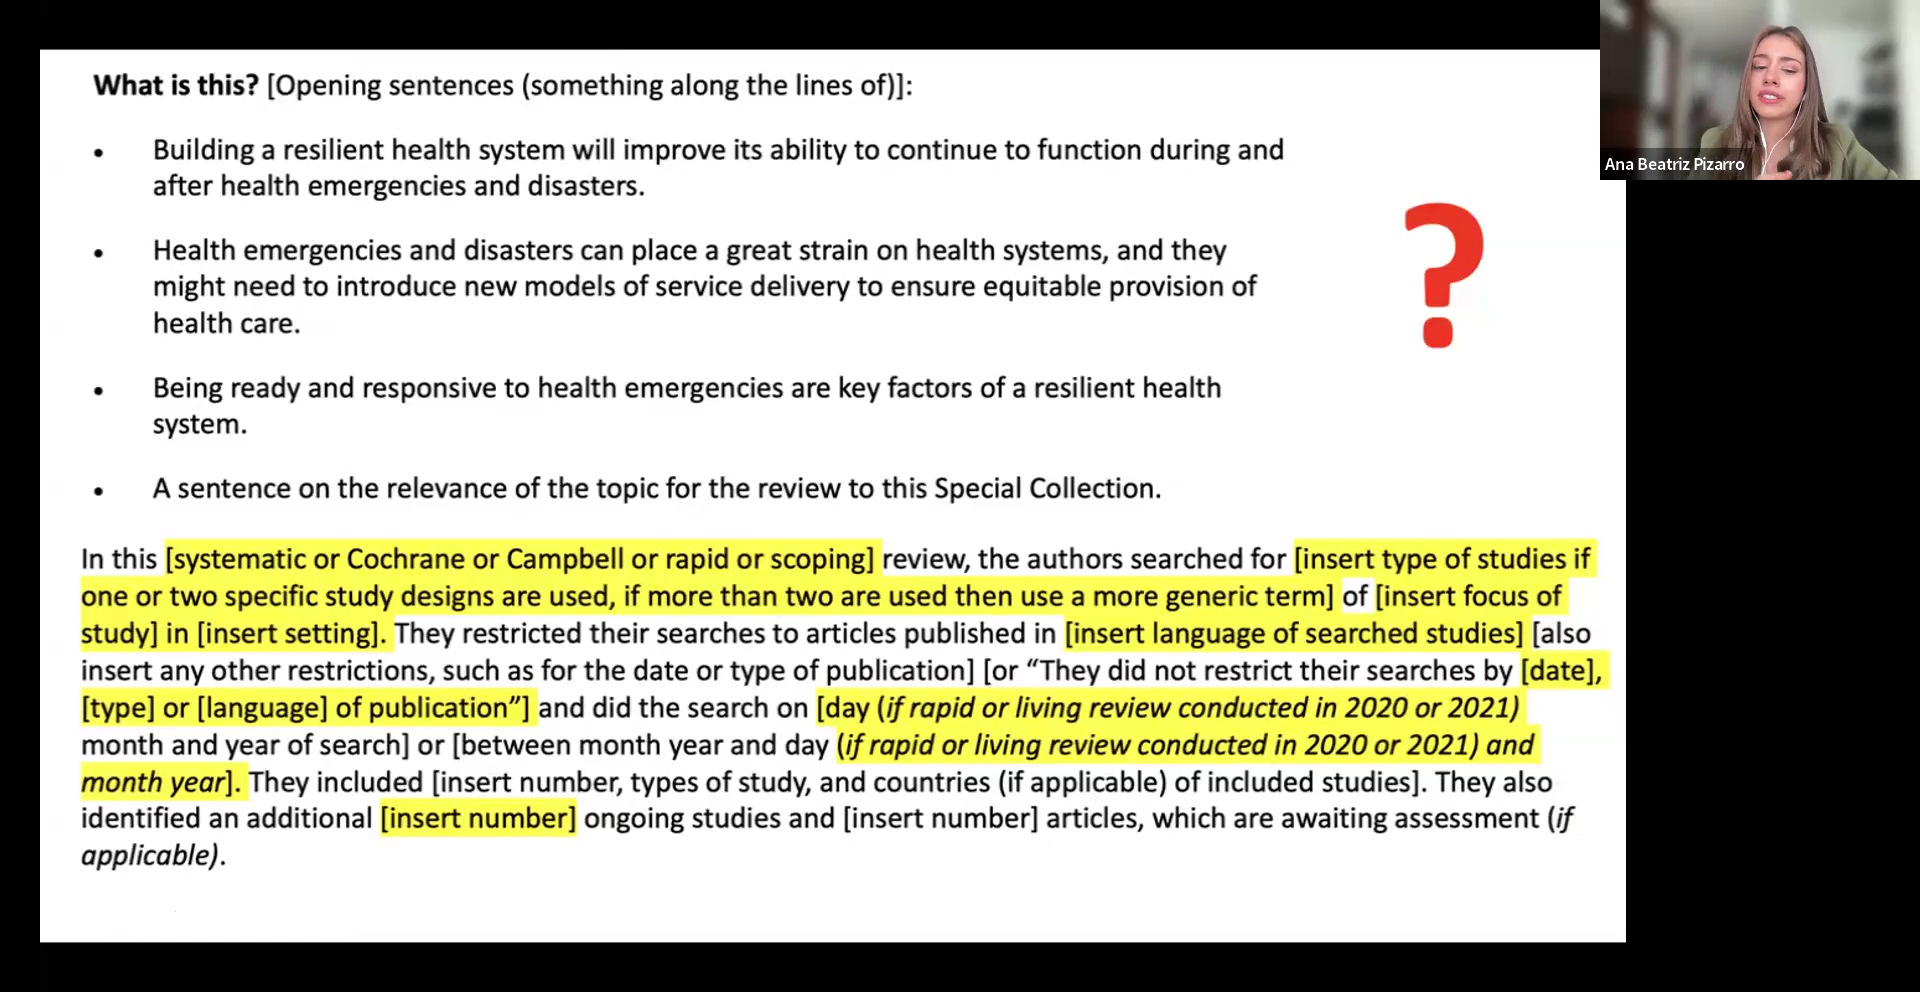 What is this? [Opening sentences (something along the lines of)]:
• Building a resilient health system will improve its ability to continue to function during and
after health emergencies and disasters.
• Health emergencies and disasters can place a great strain on health systems, and they
might need to introduce new models of service delivery to ensure equitable provision of
health care.
• Being ready and responsive to health emergencies are key factors of a resilient health
system.
• A sentence on the relevance of the topic for the review to this Special Collection.
In this [systematic or Cochrane or Campbell or rapid or scoping] review, the authors searched for [insert type of studies if
one or two specific study designs are used, if more than two are used then use a more generic term] of [insert focus of
study] in [insert setting]. They restricted their searches to articles published in [insert language of searched studies] [also
insert any other restrictions, such as for the date or type of publication] [or “They did not restrict their searches by [date],
[type] or [language] of publication”] and did the search on [day (if rapid or living review conducted in 2020 or 2021)
month and year of search] or [between month year and day (if rapid or living review conducted in 2020 or 2021) and
month year]. They included [insert number, types of study, and countries (if applicable) of included studies]. They also
identified an additional [insert number] ongoing studies and [insert number] articles, which are awaiting assessment (if
applicable).
?
Ana Beatriz Pizarro